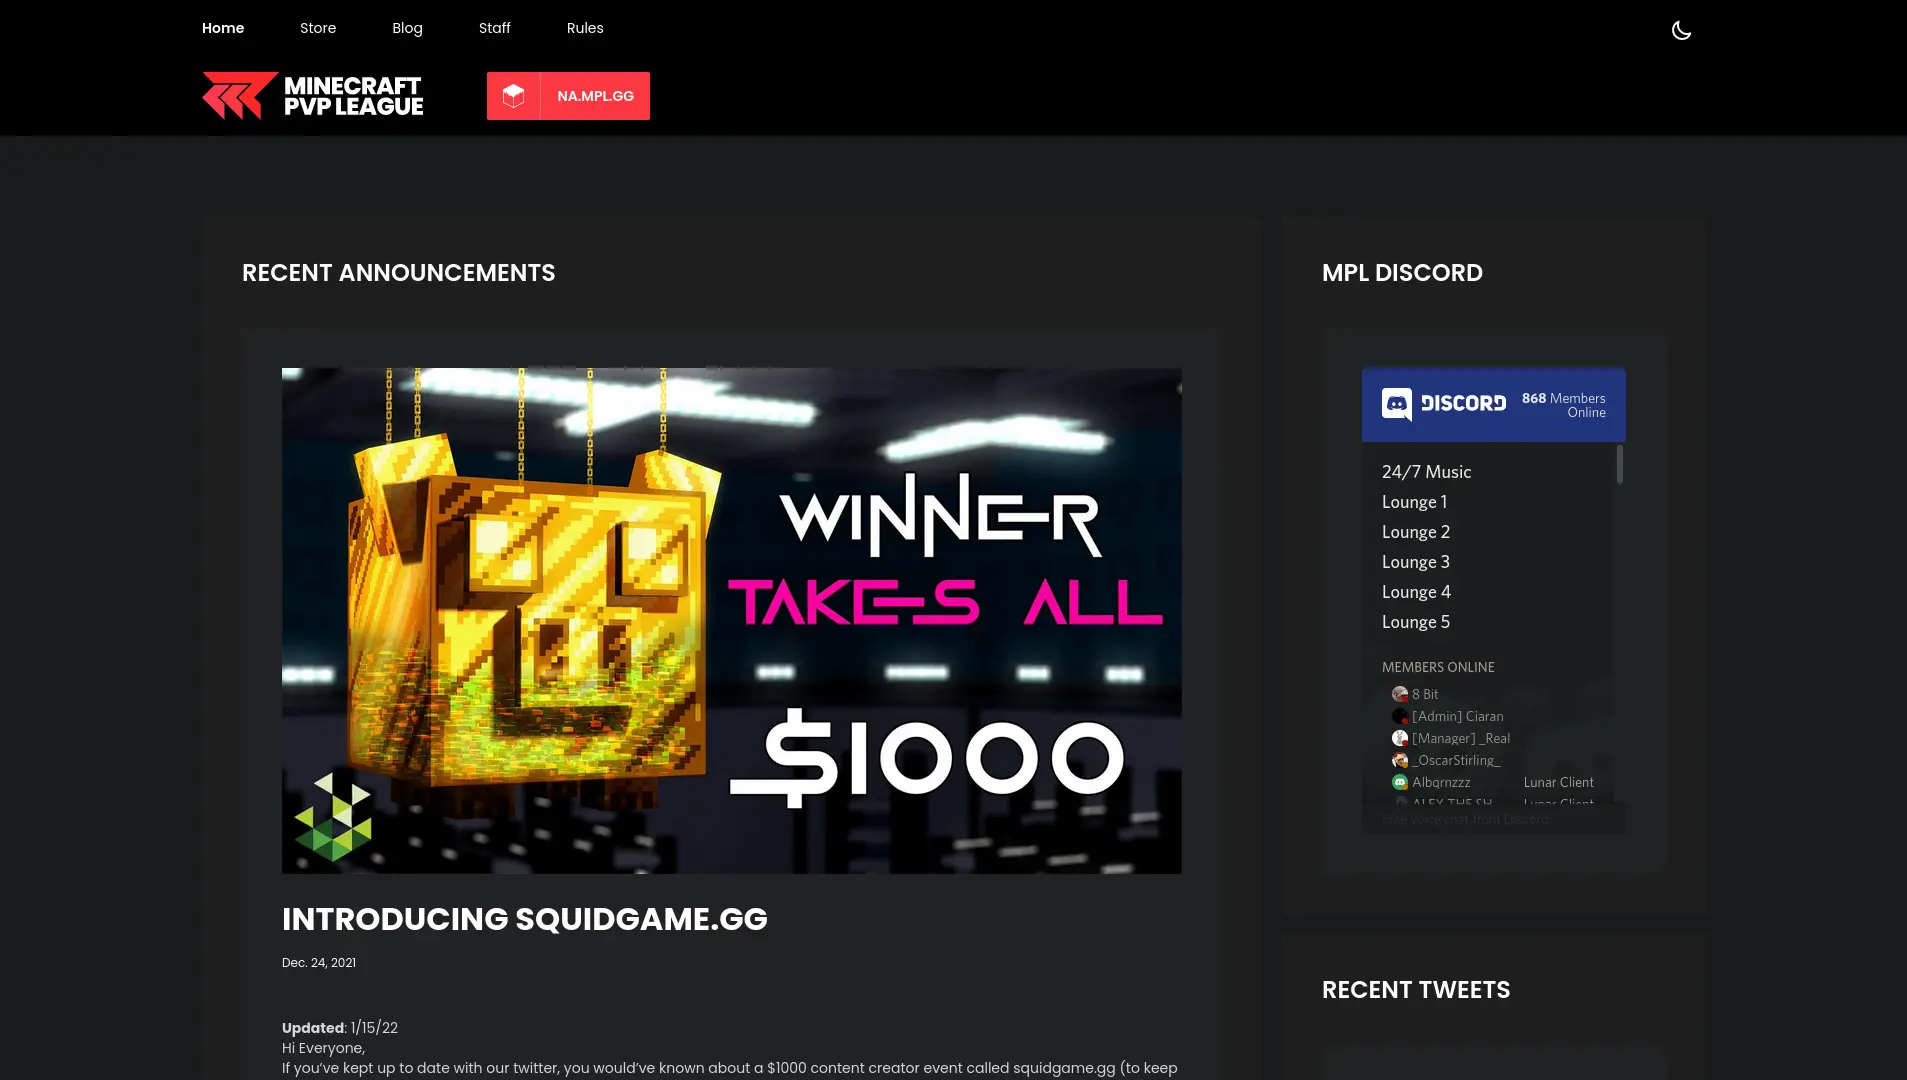 Home Store Blog Staff Rules
MINECRAFT
PVP LEAGUE
NA.MPL.GG
RECENT ANNOUNCEMENTS
WINNER
TAKES ALL
$1000
INTRODUCING SQUIDGAME.GG
Dec. 24, 2021
Updated: 1/15/22
Hi Everyone,
If you’ve kept up to date with our twitter, you would’ve known about a $1000 content creator event called squidgame.gg (to keep
MPL DISCORD
DISCORD
868 Members
Online
24/7 Music
Lounge 1
Lounge 2
Lounge 3
Lounge 4
Lounge 5
MEMBERS ONLINE
8 Bit
[Admin] Ciaran
[Manager] _Real
_OscarStirling_
Albqrnzzz Lunar Client
ALEX THE SH... Lunar Client
Free voice chat from Discord
RECENT TWEETS